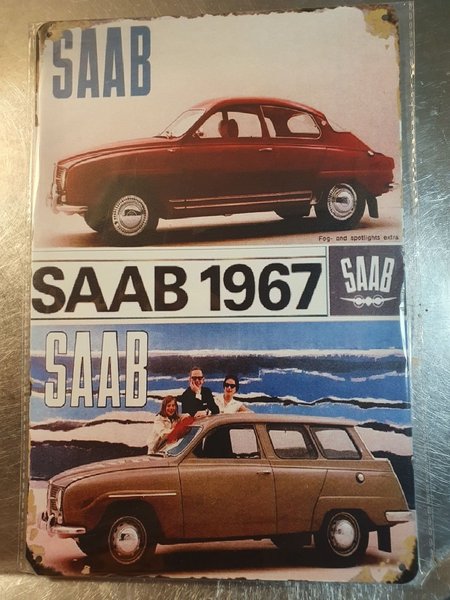 SAAB
Fog- and spotlights extra
SAAB 1967
SAAB
SAAB